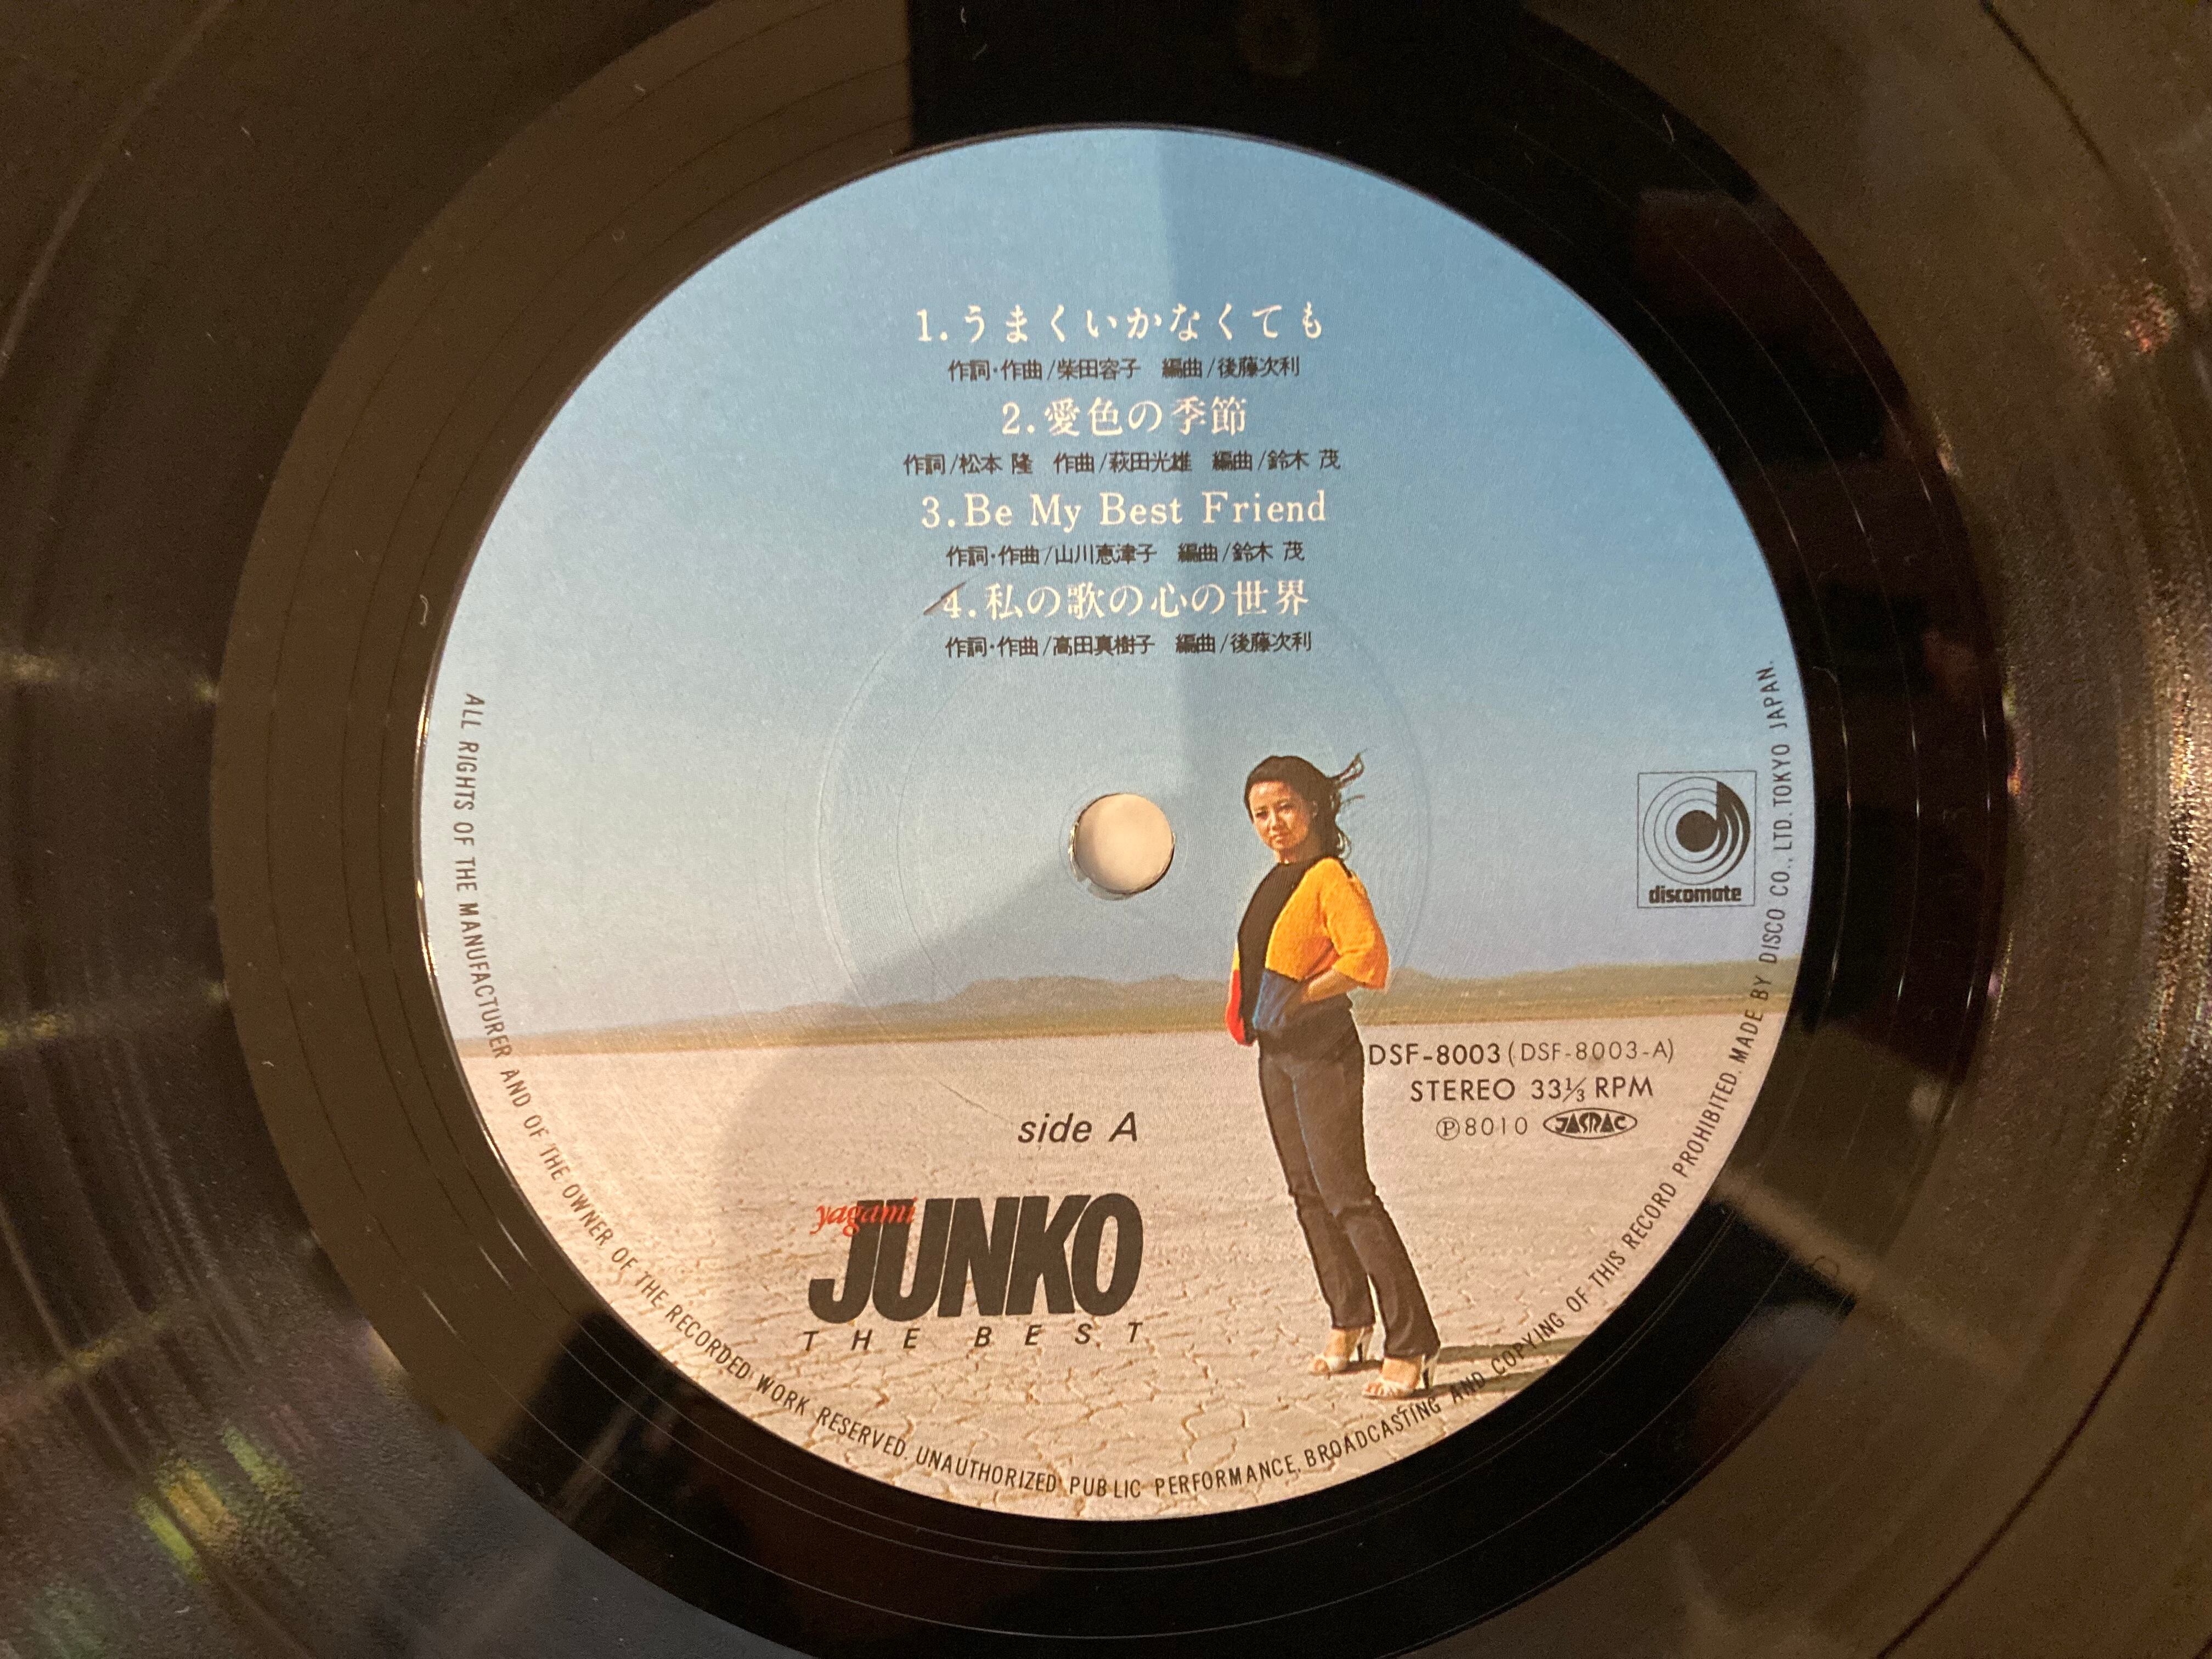 1.うまくいかなくても
作詞·作曲/柴田容子 編曲/後藤次利
2.愛色の季節
作詞/松本 隆 作曲/萩田光雄 編曲/鈴木 茂
3.Be My Best Friend
作詞·作曲/山川恵津子 編曲/鈴木 茂
4.私の歌の心の世界
作詞·作曲/高田真樹子 編曲/後藤次利
discomate
DSF-8003(DSF-8003-A)
STEREO 33⅓ RPM
Ⓟ8010 JASRAC
side A
yagami
JUNKO
THE BEST
ALL RIGHTS OF THE MANUFACTURER AND OF THE OWNER OF THE RECORDED WORK RESERVED. UNAUTHORIZED PUBLIC PERFORMANCE. BROADCASTING AND COPYING OF THIS RECORD PROHIBITED. MADE BY DISCO CO., LTD. TOKYO JAPAN.